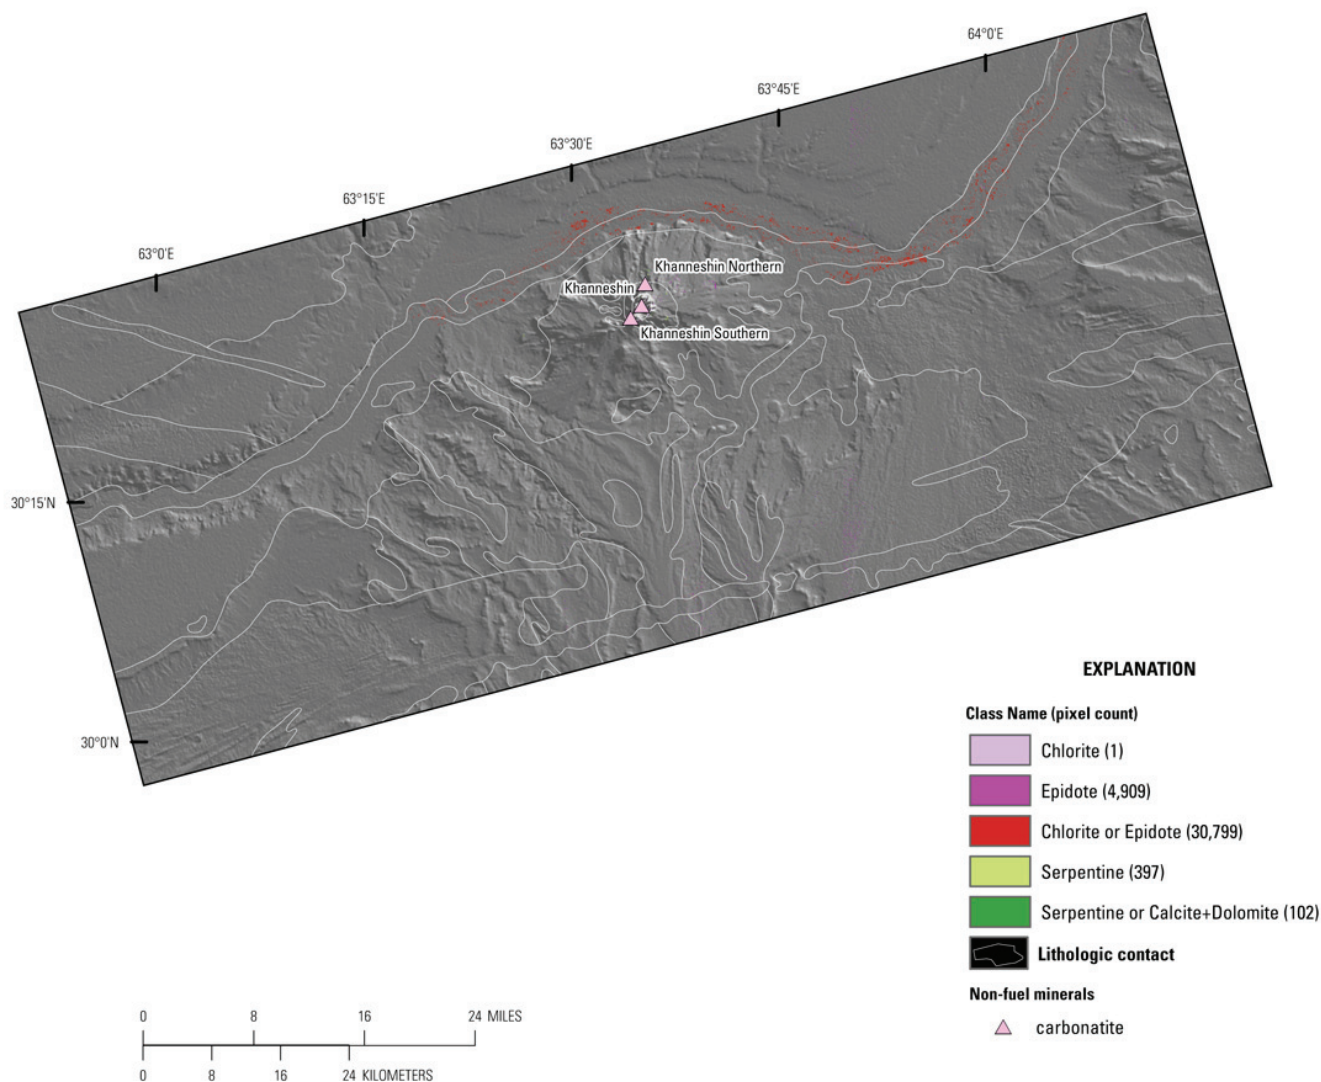 64°0'E
63°45'E
63°30'E
63°15'E
63°0'E
Khanneshin Northern
Khanneshin
Khanneshin Southern
30°15'N
30°0'N
EXPLANATION
Class Name (pixel count)
Chlorite (1)
Epidote (4,909)
Chlorite or Epidote (30,799)
Serpentine (397)
Serpentine or Calcite+Dolomite (102)
Lithologic contact
Non-fuel minerals
carbonatite
0 8 16 24 MILES
0 8 16 24 KILOMETERS